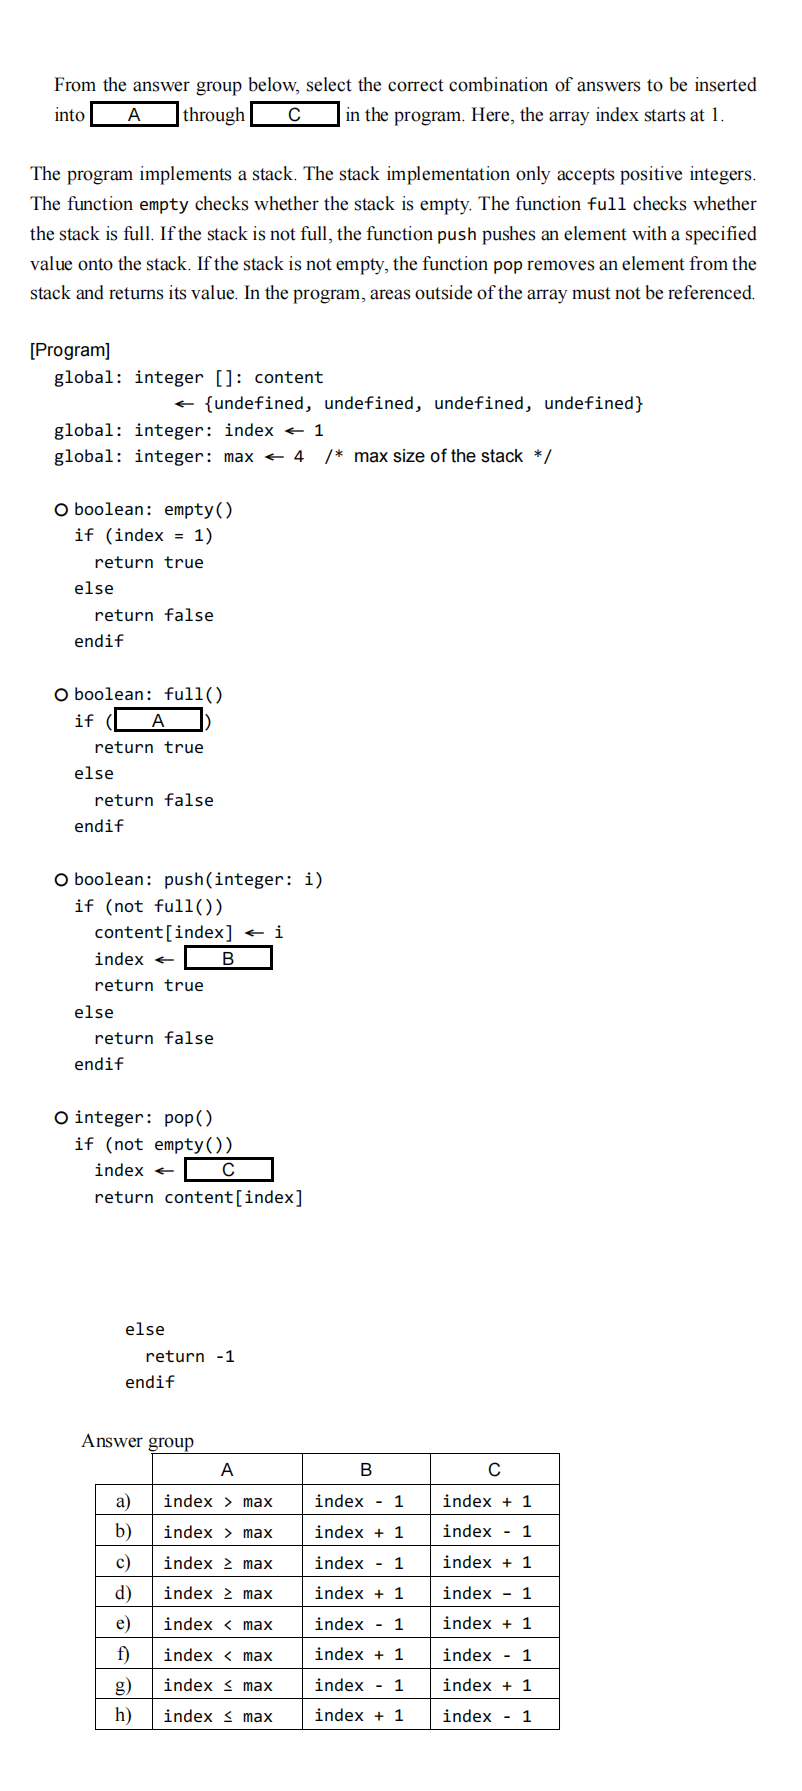 From the answer group below, select the correct combination of answers to be inserted
into A through C in the program. Here, the array index starts at 1.
The program implements a stack. The stack implementation only accepts positive integers.
The function empty checks whether the stack is empty. The function full checks whether
the stack is full. If the stack is not full, the function push pushes an element with a specified
value onto the stack. If the stack is not empty, the function pop removes an element from the
stack and returns its value. In the program, areas outside of the array must not be referenced.
[Program]
global: integer []: content
← {undefined, undefined, undefined, undefined}
global: integer: index ← 1
global: integer: max ← 4 /* max size of the stack */
○ boolean: empty()
if (index = 1)
return true
else
return false
endif
○ boolean: full()
if ( A )
return true
else
return false
endif
○ boolean: push(integer: i)
if (not full())
content[index] ← i
index ← B
return true
else
return false
endif
○ integer: pop()
if (not empty())
index ← C
return content[index]
else
return -1
endif
Answer group
A B C
a) index > max index - 1 index + 1
b) index > max index + 1 index - 1
c) index ≥ max index - 1 index + 1
d) index ≥ max index + 1 index - 1
e) index < max index - 1 index + 1
f) index < max index + 1 index - 1
g) index ≤ max index - 1 index + 1
h) index ≤ max index + 1 index - 1